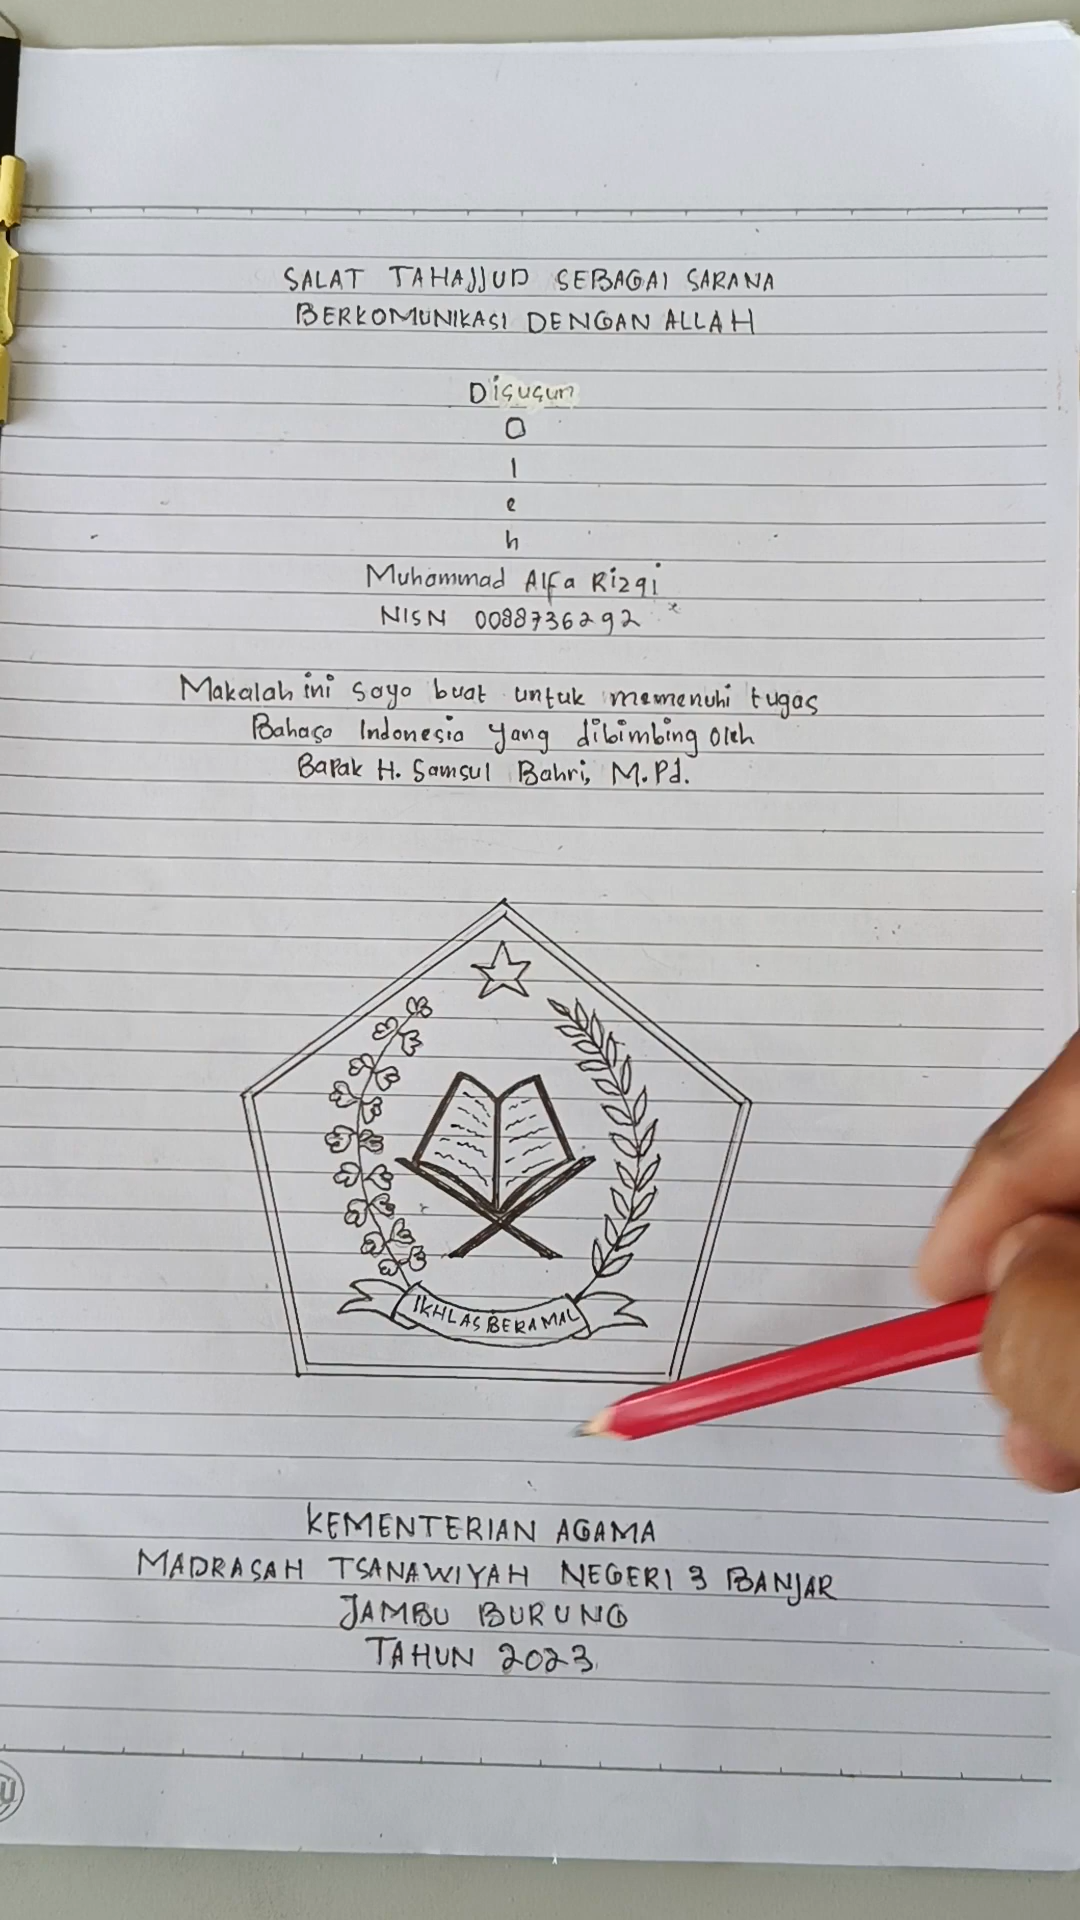 SALAT TAHAJJUD SEBAGAI SARANA
BERKOMUNIKASI DENGAN ALLAH
Disusun
O
l
e
h
Muhammad Alfa Rizqi
NISN 0088736292
Makalah ini saya buat untuk memenuhi tugas
Bahasa Indonesia yang dibimbing oleh
Bapak H. Samsul Bahri, M.Pd.
IKHLAS BERAMAL
KEMENTERIAN AGAMA
MADRASAH TSANAWIYAH NEGERI 3 BANJAR
JAMBU BURUNG
TAHUN 2023